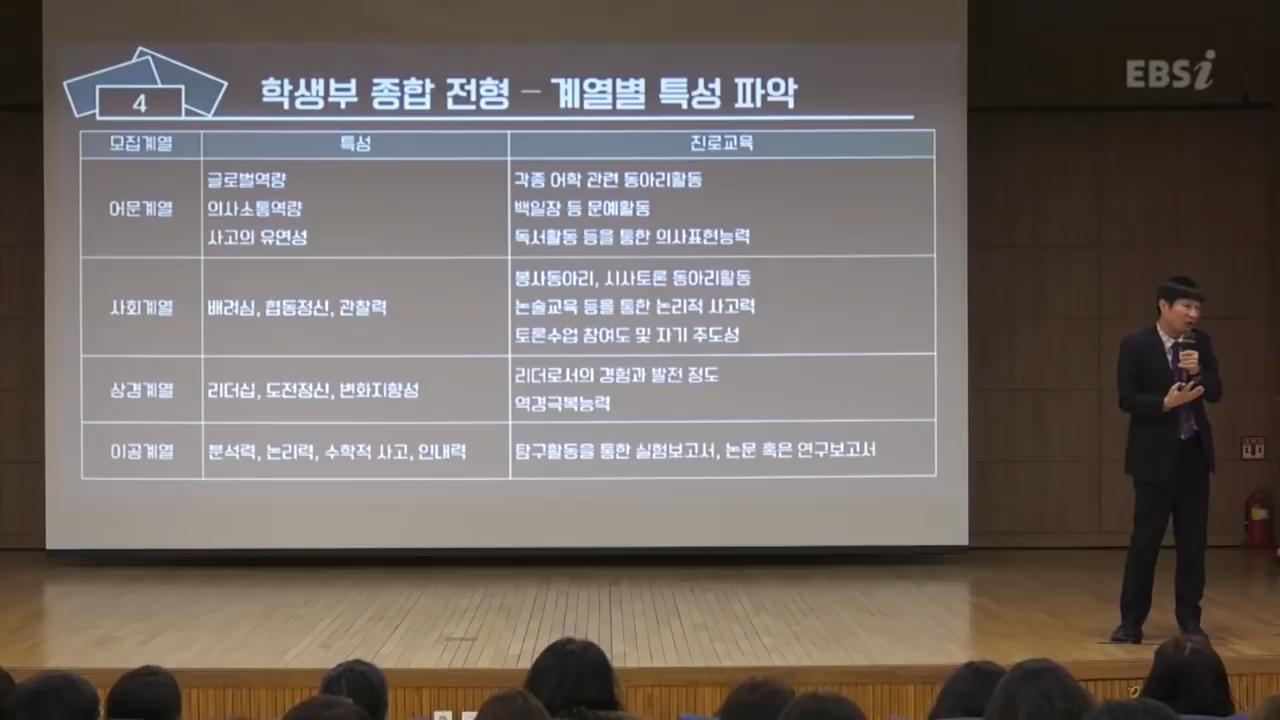 EBSi
4
학생부 종합 전형 - 계열별 특성 파악
모집계열 특성 진로교육
어문계열
글로벌역량
의사소통역량
사고의 유연성
각종 어학 관련 동아리활동
백일장 등 문예활동
독서활동 등을 통한 의사표현능력
사회계열
배려심, 협동정신, 관찰력
봉사동아리, 시사토론 동아리활동
논술교육 등을 통한 논리적 사고력
토론수업 참여도 및 자기 주도성
상경계열
리더십, 도전정신, 변화지향성
리더로서의 경험과 발전 정도
역경극복능력
이공계열
분석력, 논리력, 수학적 사고, 인내력
탐구활동을 통한 실험보고서, 논문 혹은 연구보고서